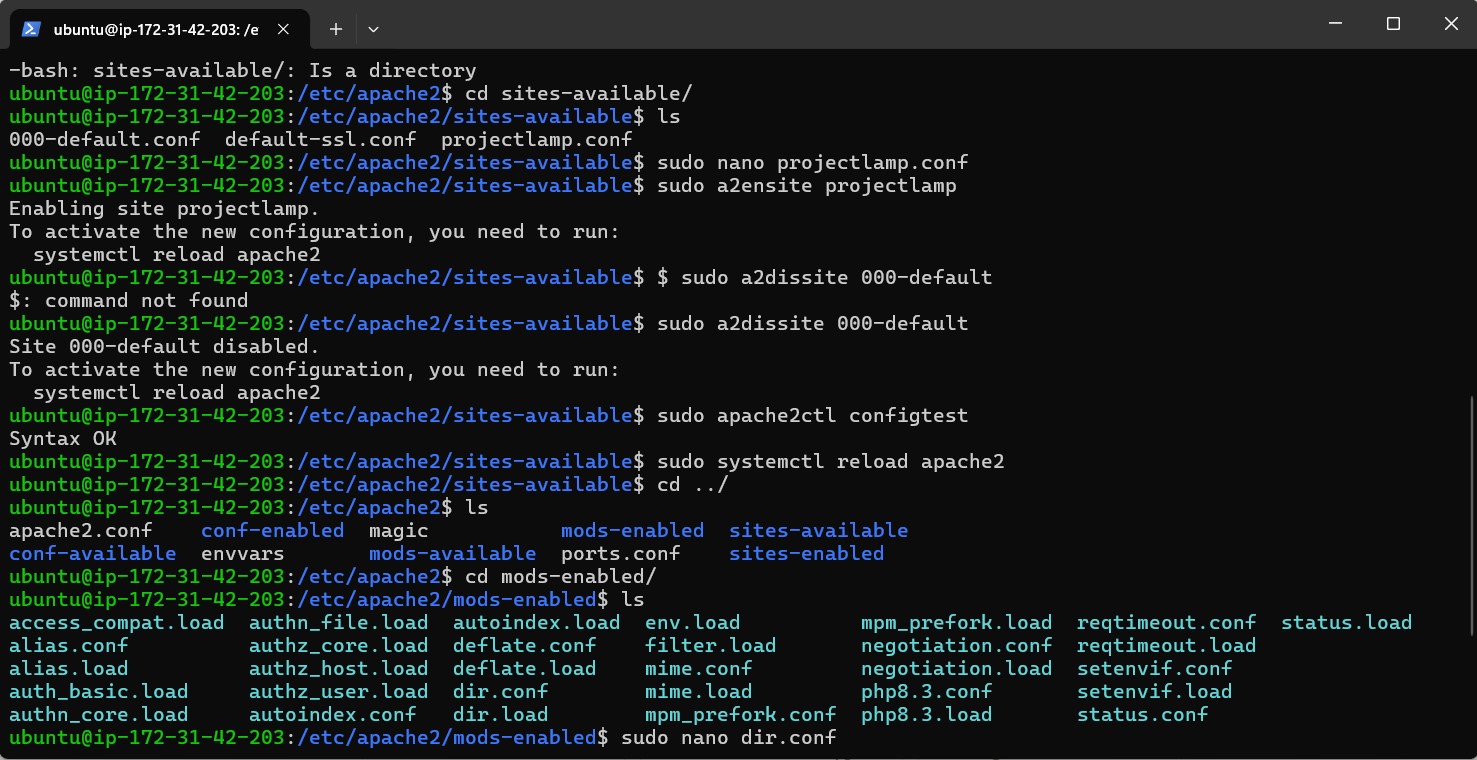 ubuntu@ip-172-31-42-203: /e
-bash: sites-available/: Is a directory
ubuntu@ip-172-31-42-203:/etc/apache2$ cd sites-available/
ubuntu@ip-172-31-42-203:/etc/apache2/sites-available$ ls
000-default.conf  default-ssl.conf  projectlamp.conf
ubuntu@ip-172-31-42-203:/etc/apache2/sites-available$ sudo nano projectlamp.conf
ubuntu@ip-172-31-42-203:/etc/apache2/sites-available$ sudo a2ensite projectlamp
Enabling site projectlamp.
To activate the new configuration, you need to run:
  systemctl reload apache2
ubuntu@ip-172-31-42-203:/etc/apache2/sites-available$ $ sudo a2dissite 000-default
$: command not found
ubuntu@ip-172-31-42-203:/etc/apache2/sites-available$ sudo a2dissite 000-default
Site 000-default disabled.
To activate the new configuration, you need to run:
  systemctl reload apache2
ubuntu@ip-172-31-42-203:/etc/apache2/sites-available$ sudo apache2ctl configtest
Syntax OK
ubuntu@ip-172-31-42-203:/etc/apache2/sites-available$ sudo systemctl reload apache2
ubuntu@ip-172-31-42-203:/etc/apache2/sites-available$ cd ../
ubuntu@ip-172-31-42-203:/etc/apache2$ ls
apache2.conf    conf-enabled  magic           mods-enabled  sites-available
conf-available  envvars       mods-available  ports.conf    sites-enabled
ubuntu@ip-172-31-42-203:/etc/apache2$ cd mods-enabled/
ubuntu@ip-172-31-42-203:/etc/apache2/mods-enabled$ ls
access_compat.load  authn_file.load  autoindex.load  env.load          mpm_prefork.load  reqtimeout.conf  status.load
alias.conf          authz_core.load  deflate.conf    filter.load       negotiation.conf  reqtimeout.load
alias.load          authz_host.load  deflate.load    mime.conf         negotiation.load  setenvif.conf
auth_basic.load     authz_user.load  dir.conf        mime.load         php8.3.conf       setenvif.load
authn_core.load     autoindex.conf   dir.load        mpm_prefork.conf  php8.3.load       status.conf
ubuntu@ip-172-31-42-203:/etc/apache2/mods-enabled$ sudo nano dir.conf